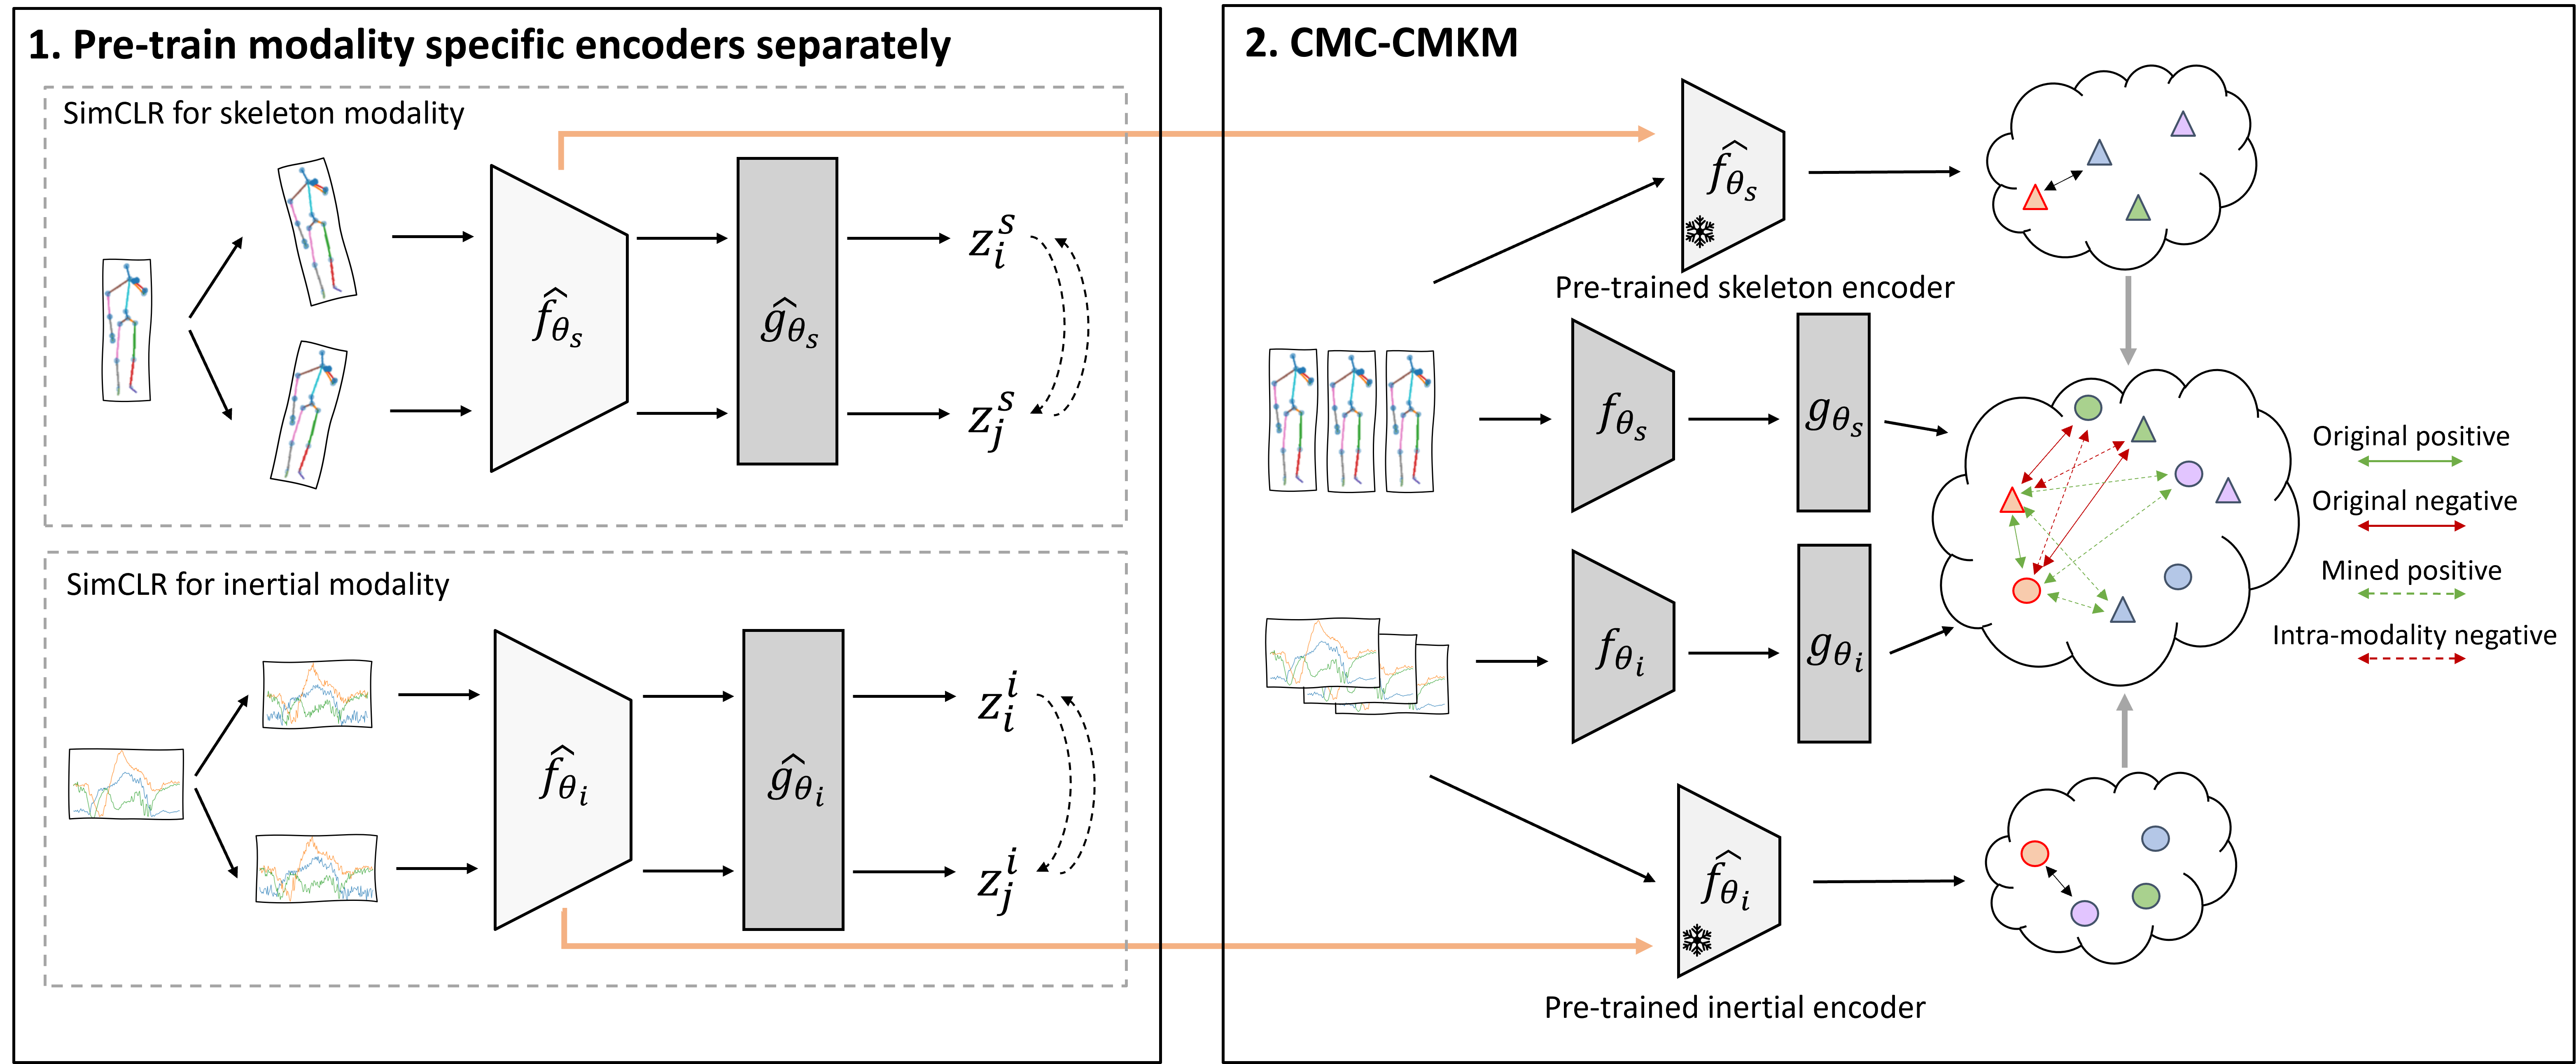 1. Pre-train modality specific encoders separately
SimCLR for skeleton modality
$\hat{f}_{\theta_s}$
$\hat{g}_{\theta_s}$
$z_i^s$
$z_j^s$
SimCLR for inertial modality
$\hat{f}_{\theta_i}$
$\hat{g}_{\theta_i}$
$z_i^i$
$z_j^i$
2. CMC-CMKM
$\hat{f}_{\theta_s}$
Pre-trained skeleton encoder
$f_{\theta_s}$
$g_{\theta_s}$
$f_{\theta_i}$
$g_{\theta_i}$
$\hat{f}_{\theta_i}$
Pre-trained inertial encoder
Original positive
Original negative
Mined positive
Intra-modality negative